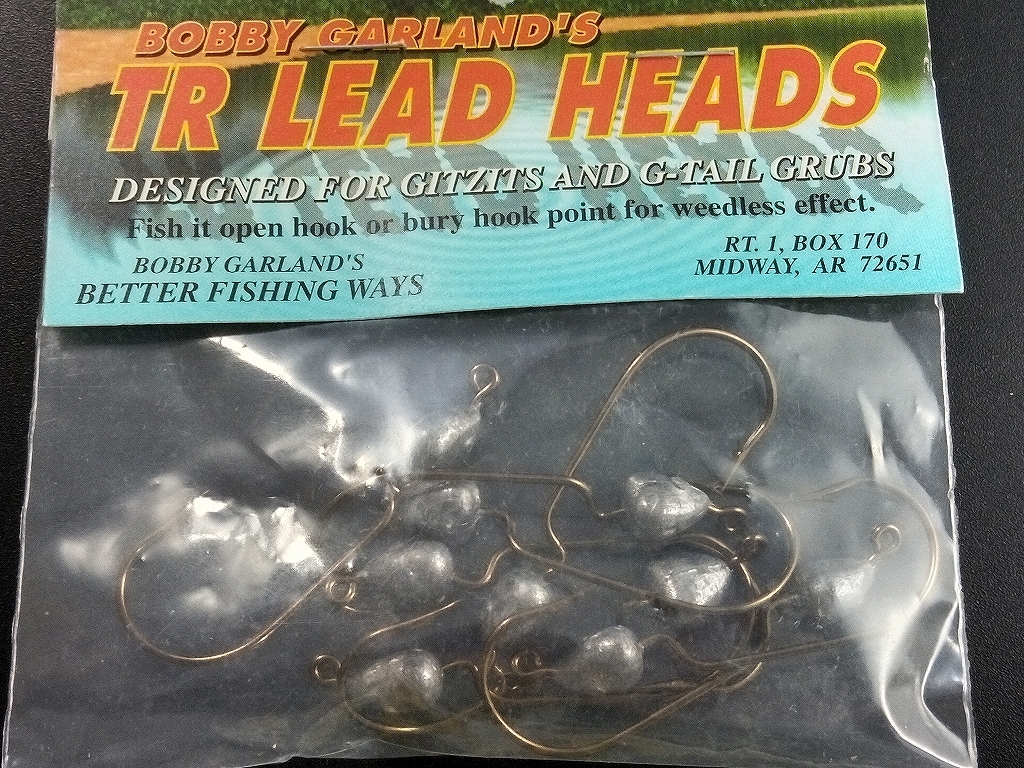 BOBBY GARLAND'S
TR LEAD HEADS
DESIGNED FOR GITZITS AND G-TAIL GRUBS
Fish it open hook or bury hook point for weedless effect.
BOBBY GARLAND'S
BETTER FISHING WAYS
RT. 1, BOX 170
MIDWAY, AR 72651